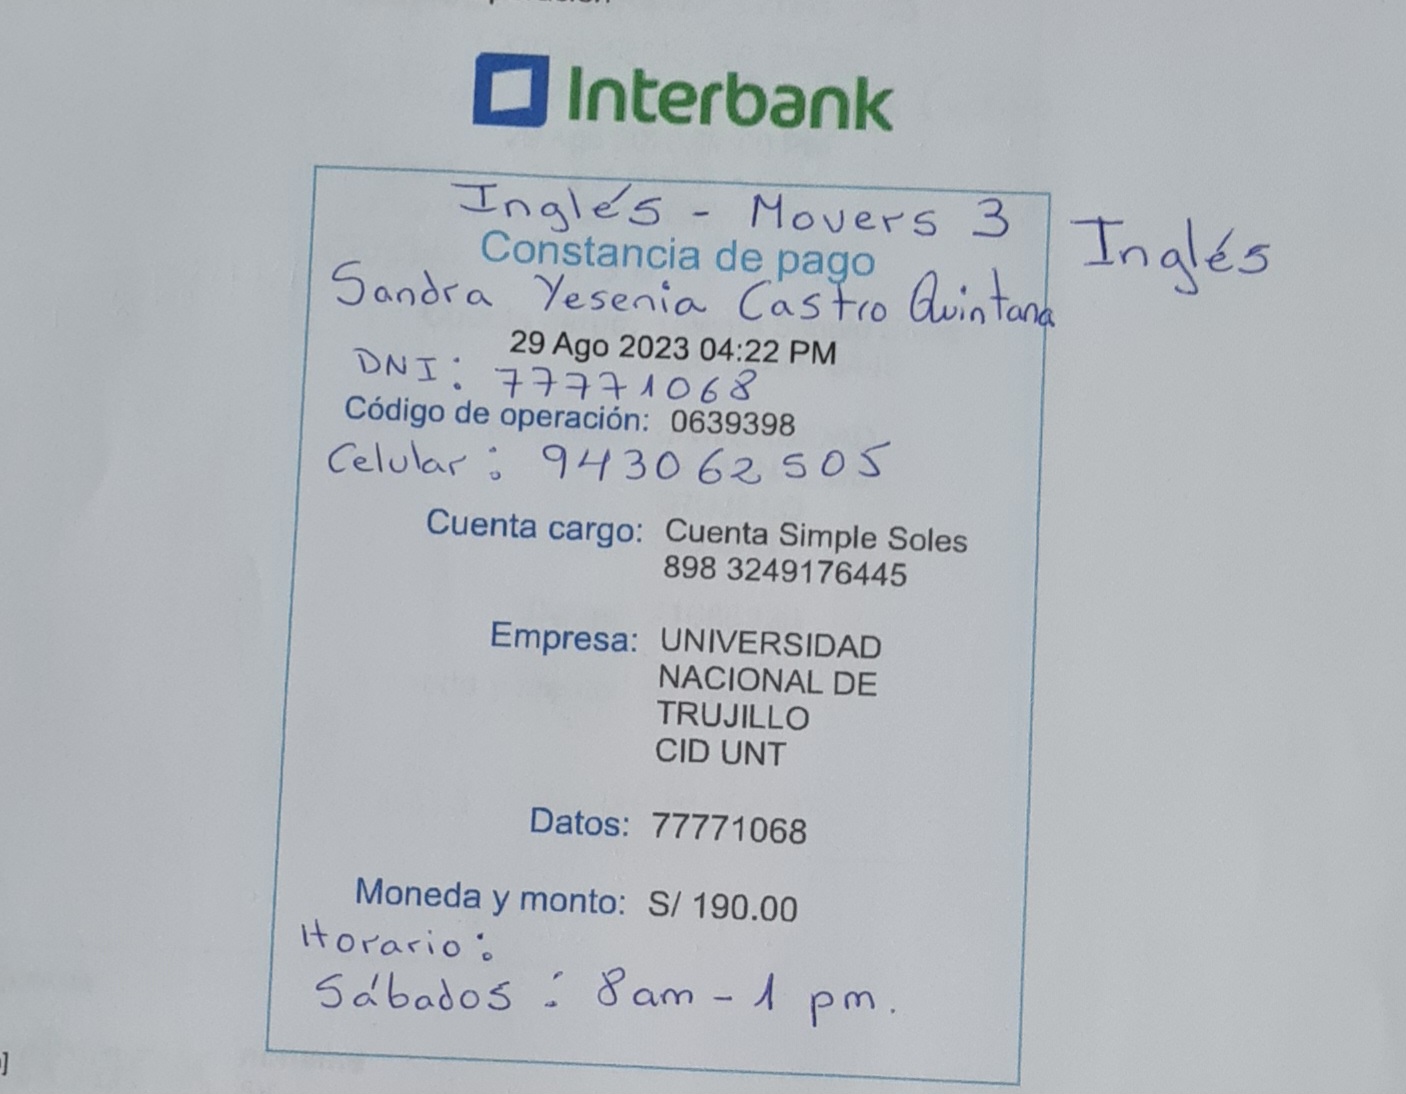 Interbank
Inglés - Movers 3
Inglés
Constancia de pago
Sandra Yesenia Castro Quintana
29 Ago 2023 04:22 PM
DNI: 77771068
Código de operación: 0639398
Celular: 943062505
Cuenta cargo: Cuenta Simple Soles
898 3249176445
Empresa: UNIVERSIDAD
NACIONAL DE
TRUJILLO
CID UNT
Datos: 77771068
Moneda y monto: S/ 190.00
Horario:
Sábados: 8am - 1 pm.
]